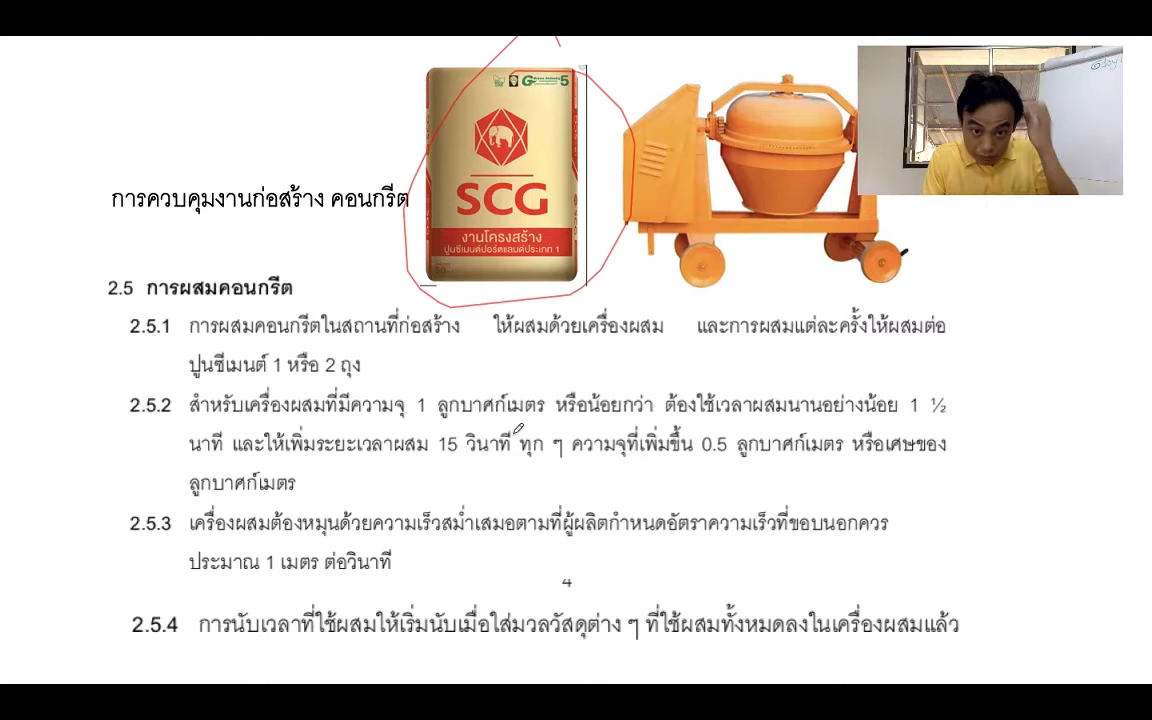 5
SCG
งานโครงสร้าง
ปูนซีเมนต์ปอร์ตแลนด์ประเภท 1
50
การควบคุมงานก่อสร้าง คอนกรีต
2.5 การผสมคอนกรีต
2.5.1 การผสมคอนกรีตในสถานที่ก่อสร้าง ให้ผสมด้วยเครื่องผสม และการผสมแต่ละครั้งให้ผสมต่อ
ปูนซีเมนต์ 1 หรือ 2 ถุง
2.5.2 สำหรับเครื่องผสมที่มีความจุ 1 ลูกบาศก์เมตร หรือน้อยกว่า ต้องใช้เวลาผสมนานอย่างน้อย 1 ½
นาที และให้เพิ่มระยะเวลาผสม 15 วินาที ทุก ๆ ความจุที่เพิ่มขึ้น 0.5 ลูกบาศก์เมตร หรือเศษของ
ลูกบาศก์เมตร
2.5.3 เครื่องผสมต้องหมุนด้วยความเร็วสม่ำเสมอตามที่ผู้ผลิตกำหนดอัตราความเร็วที่ขอบนอกควร
ประมาณ 1 เมตร ต่อวินาที
4
2.5.4 การนับเวลาที่ใช้ผสมให้เริ่มนับเมื่อใส่มวลวัสดุต่าง ๆ ที่ใช้ผสมทั้งหมดลงในเครื่องผสมแล้ว